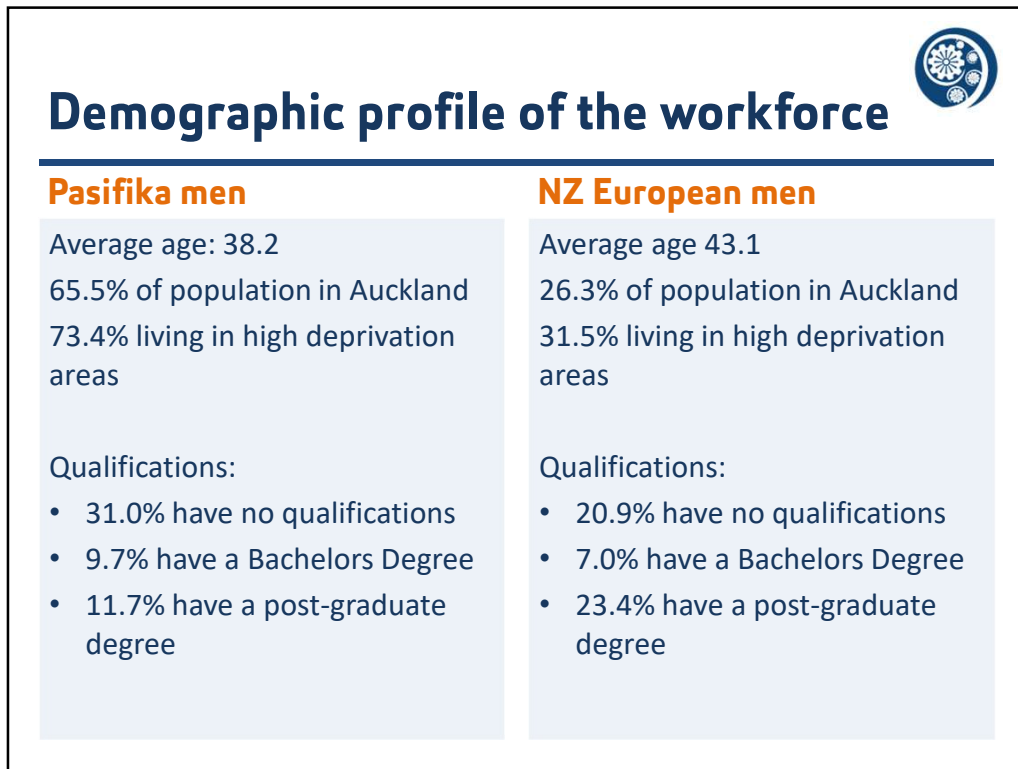 Demographic profile of the workforce
Pasifika men
Average age: 38.2
65.5% of population in Auckland
73.4% living in high deprivation
areas
Qualifications:
• 31.0% have no qualifications
• 9.7% have a Bachelors Degree
• 11.7% have a post-graduate
degree
NZ European men
Average age 43.1
26.3% of population in Auckland
31.5% living in high deprivation
areas
Qualifications:
• 20.9% have no qualifications
• 7.0% have a Bachelors Degree
• 23.4% have a post-graduate
degree